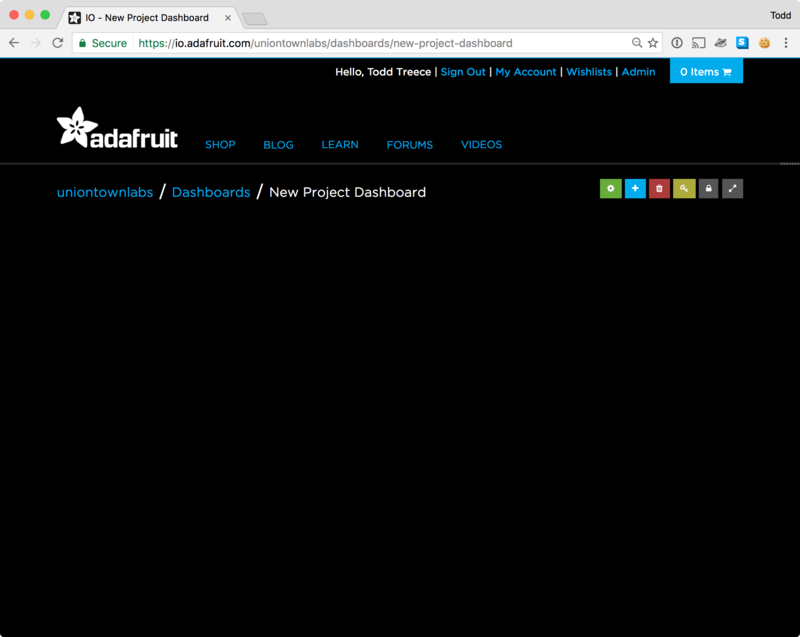 IO - New Project Dashboard
Todd
Secure https://io.adafruit.com/uniontownlabs/dashboards/new-project-dashboard
Hello, Todd Treece | Sign Out | My Account | Wishlists | Admin 0 Items
adafruit SHOP BLOG LEARN FORUMS VIDEOS
uniontownlabs / Dashboards / New Project Dashboard